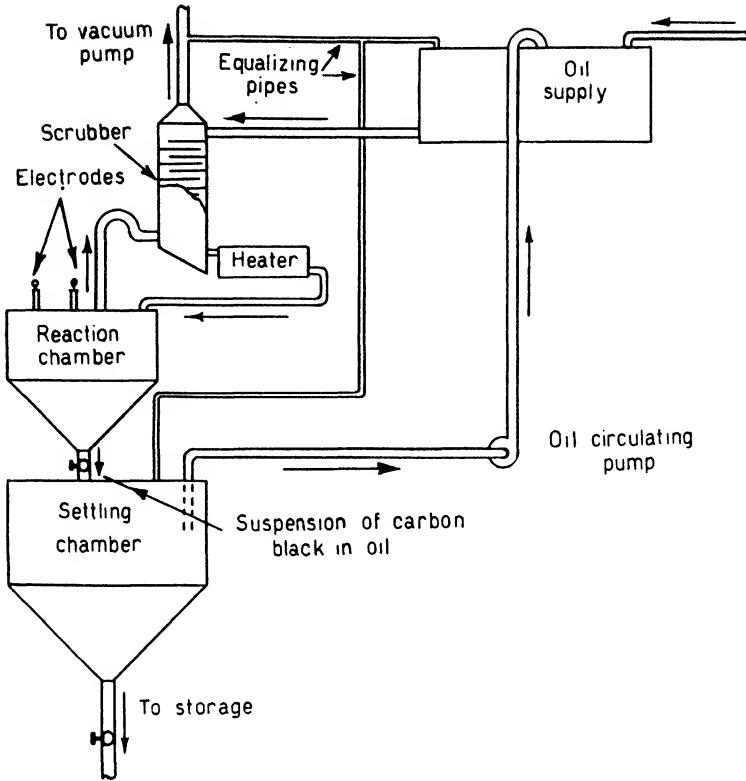 To vacuum
pump
Equalizing
pipes
Oil
supply
Scrubber
Electrodes
Heater
Reaction
chamber
Oil circulating
pump
Settling
chamber
Suspension of carbon
black in oil
To storage